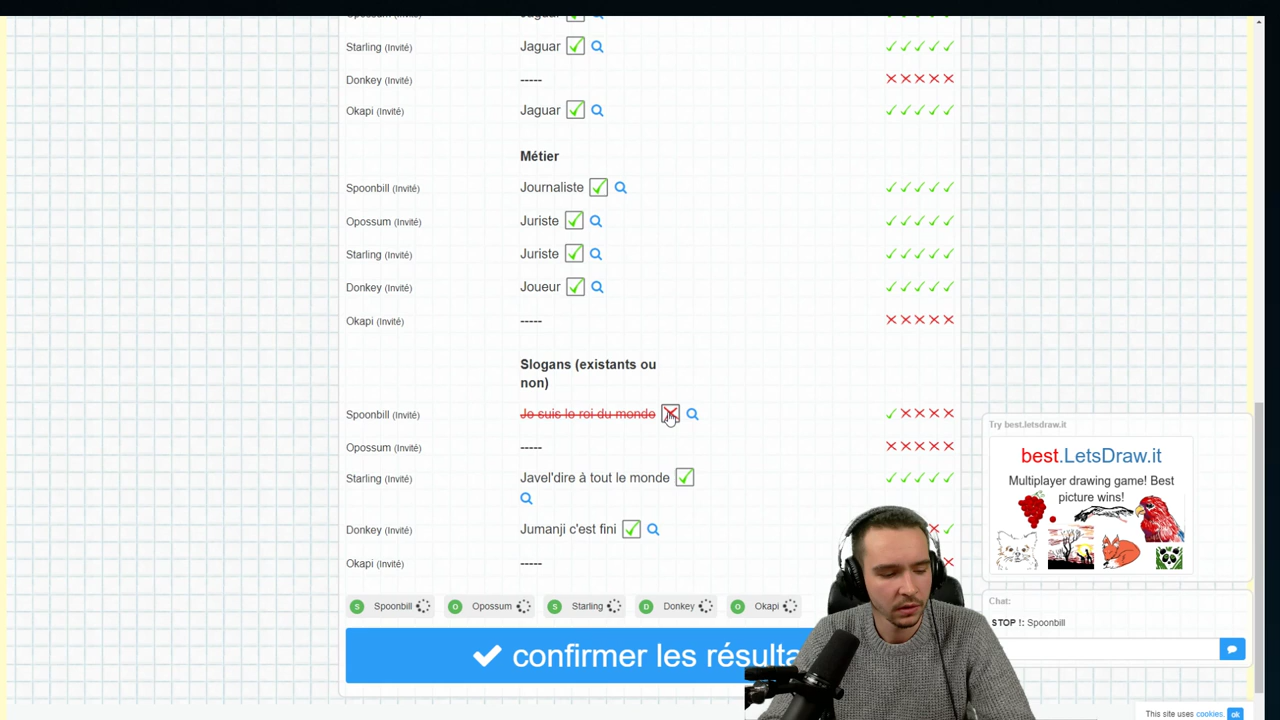 Jaguar
Starling (Invité) Jaguar
Donkey (Invité) -----
Okapi (Invité) Jaguar
Métier
Spoonbill (Invité) Journaliste
Opossum (Invité) Juriste
Starling (Invité) Juriste
Donkey (Invité) Joueur
Okapi (Invité) -----
Slogans (existants ou
non)
Spoonbill (Invité) Je suis le roi du monde
Opossum (Invité) -----
Starling (Invité) Javel'dire à tout le monde
Donkey (Invité) Jumanji c'est fini
Okapi (Invité) -----
S Spoonbill O Opossum S Starling D Donkey O Okapi
confirmer les résulta
Try best.letsdraw.it
best.LetsDraw.it
Multiplayer drawing game! Best
picture wins!
Chat:
STOP !: Spoonbill
This site uses cookies. ok